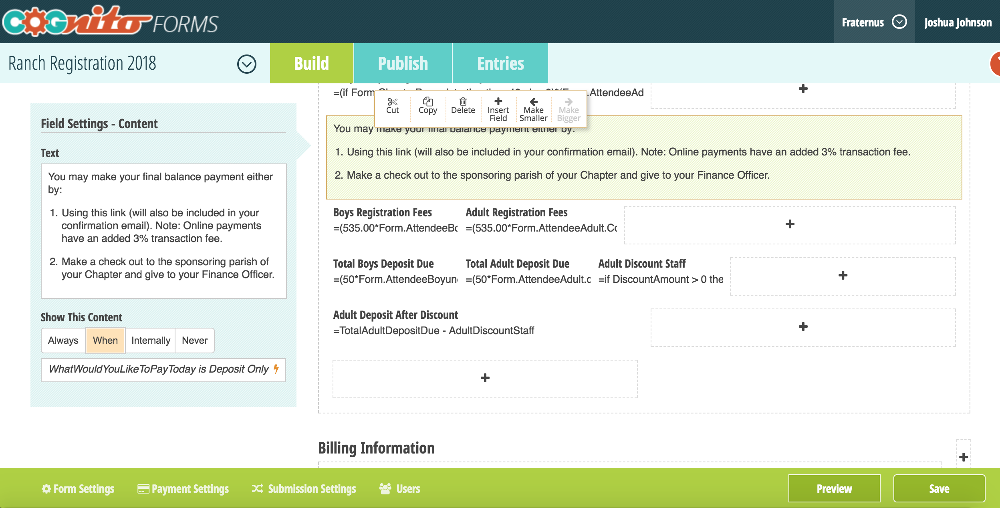 COGnito FORMS
Fraternus
Joshua Johnson
Ranch Registration 2018
Build
Publish
Entries
=(if Form .AttendeeAd
Cut
Copy
Delete
Insert Field
Make Smaller
Make Bigger
Field Settings - Content
Text
You may make your final balance payment either
by:
1. Using this link (will also be included in your
confirmation email). Note: Online payments
have an added 3% transaction fee.
2. Make a check out to the sponsoring parish of
your Chapter and give to your Finance Officer.
Show This Content
Always
When
Internally
Never
WhatWouldYouLikeToPayToday is Deposit Only
You may make your final balance payment either by:
1. Using this link (will also be included in your confirmation email). Note: Online payments have an added 3% transaction fee.
2. Make a check out to the sponsoring parish of your Chapter and give to your Finance Officer.
Boys Registration Fees
Adult Registration Fees
=(535.00*Form.AttendeeBo
=(535.00*Form.AttendeeAdult.Co
Total Boys Deposit Due
Total Adult Deposit Due
Adult Discount Staff
=(50*Form.AttendeeBoyun
=(50*Form.AttendeeAdult.c
=if DiscountAmount > 0 the
Adult Deposit After Discount
=TotalAdultDepositDue - AdultDiscountStaff
Billing Information
Form Settings
Payment Settings
Submission Settings
Users
Preview
Save